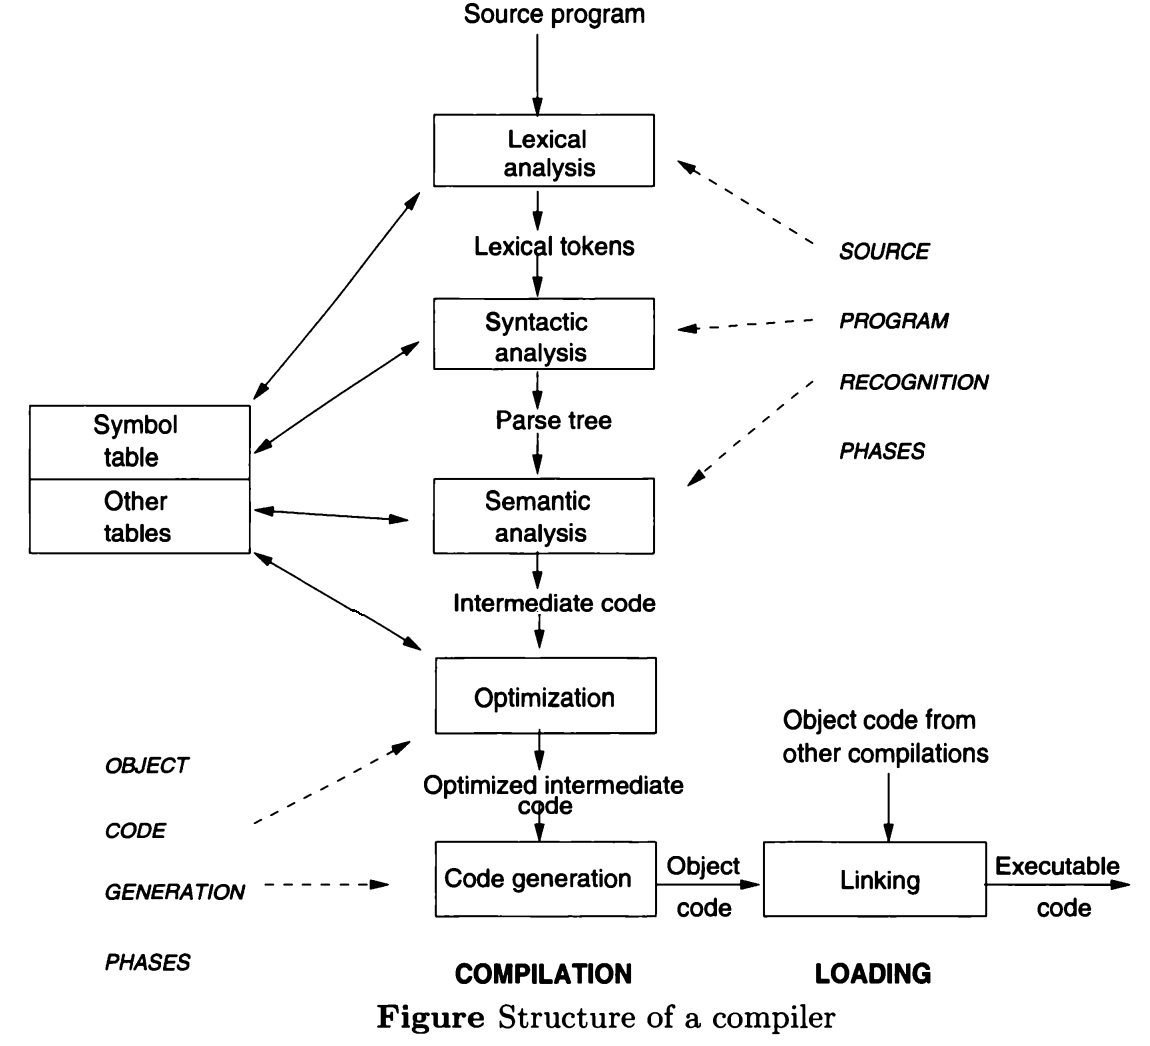 Source program
Lexical
analysis
Lexical tokens
SOURCE
Syntactic
analysis
PROGRAM
RECOGNITION
PHASES
Parse tree
Symbol
table
Other
tables
Semantic
analysis
Intermediate code
Optimization
Object code from
other compilations
OBJECT
CODE
GENERATION
PHASES
Optimized intermediate
code
Code generation
Object
code
Linking
Executable
code
COMPILATION
LOADING
Figure Structure of a compiler